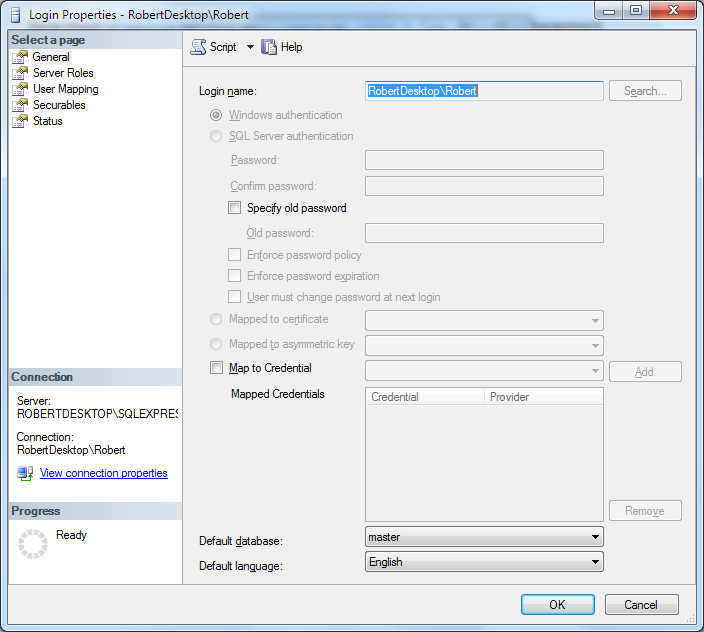 Login Properties - RobertDesktop\Robert
Select a page
General
Server Roles
User Mapping
Securables
Status
Script
Help
Login name:
RobertDesktop\Robert
Search...
Windows authentication
SQL Server authentication
Password:
Confirm password:
Specify old password
Old password:
Enforce password policy
Enforce password expiration
User must change password at next login
Mapped to certificate
Mapped to asymmetric key
Map to Credential
Add
Mapped Credentials
Credential Provider
Remove
Default database:
master
Default language:
English
Connection
Server:
ROBERTDESKTOP\SQLEXPRES
Connection:
RobertDesktop\Robert
View connection properties
Progress
Ready
OK
Cancel